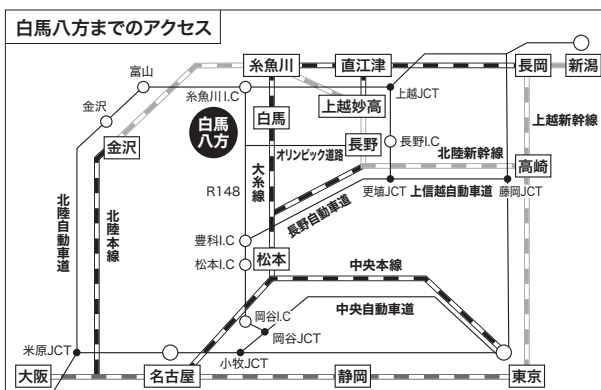 白馬八方までのアクセス
糸魚川
直江津
長岡
新潟
富山
糸魚川I.C
上越妙高
上越JCT
金沢
白馬
八方
白馬
上越新幹線
金沢
長野
長野I.C
オリンピック道路
北陸新幹線
高崎
R148
大糸線
更埴JCT
上信越自動車道
藤岡JCT
北陸自動車道
北陸本線
長野自動車道
豊科I.C
松本I.C
松本
中央本線
岡谷I.C
中央自動車道
岡谷JCT
米原JCT
小牧JCT
大阪
名古屋
静岡
東京